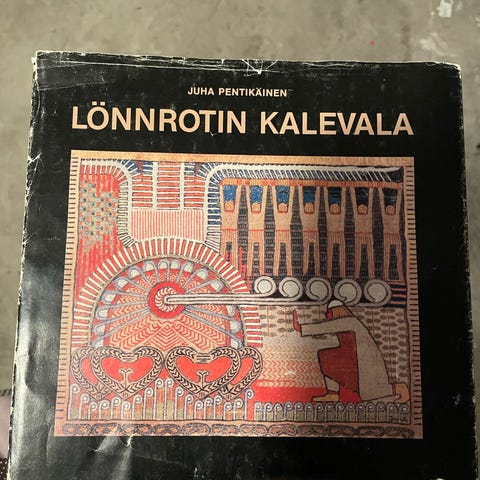 JUHA PENTIKÄINEN
LÖNNROTIN KALEVALA